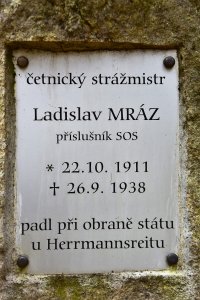 četnický strážmistr
Ladislav MRÁZ
příslušník SOS
* 22.10. 1911
† 26.9. 1938
padl při obraně státu
u Herrmannsreitu